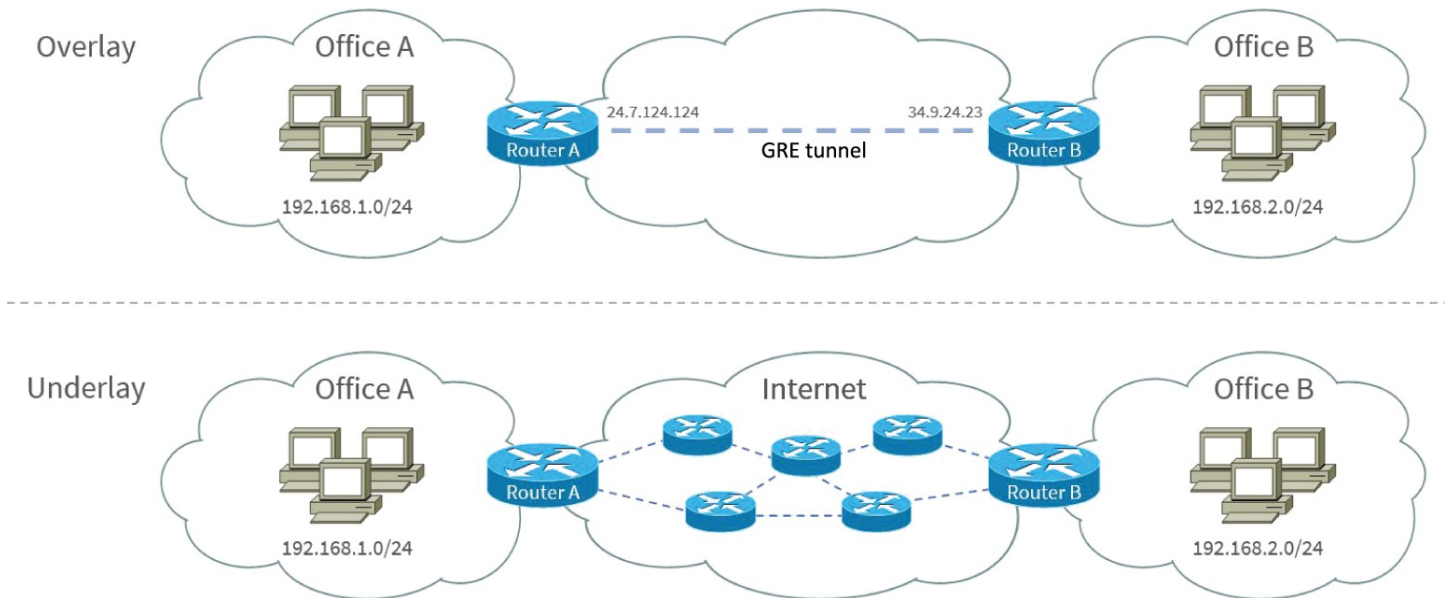 Overlay
Office A
Office B
24.7.124.124
34.9.24.23
Router A
GRE tunnel
Router B
192.168.1.0/24
192.168.2.0/24
Underlay
Office A
Internet
Office B
Router A
Router B
192.168.1.0/24
192.168.2.0/24